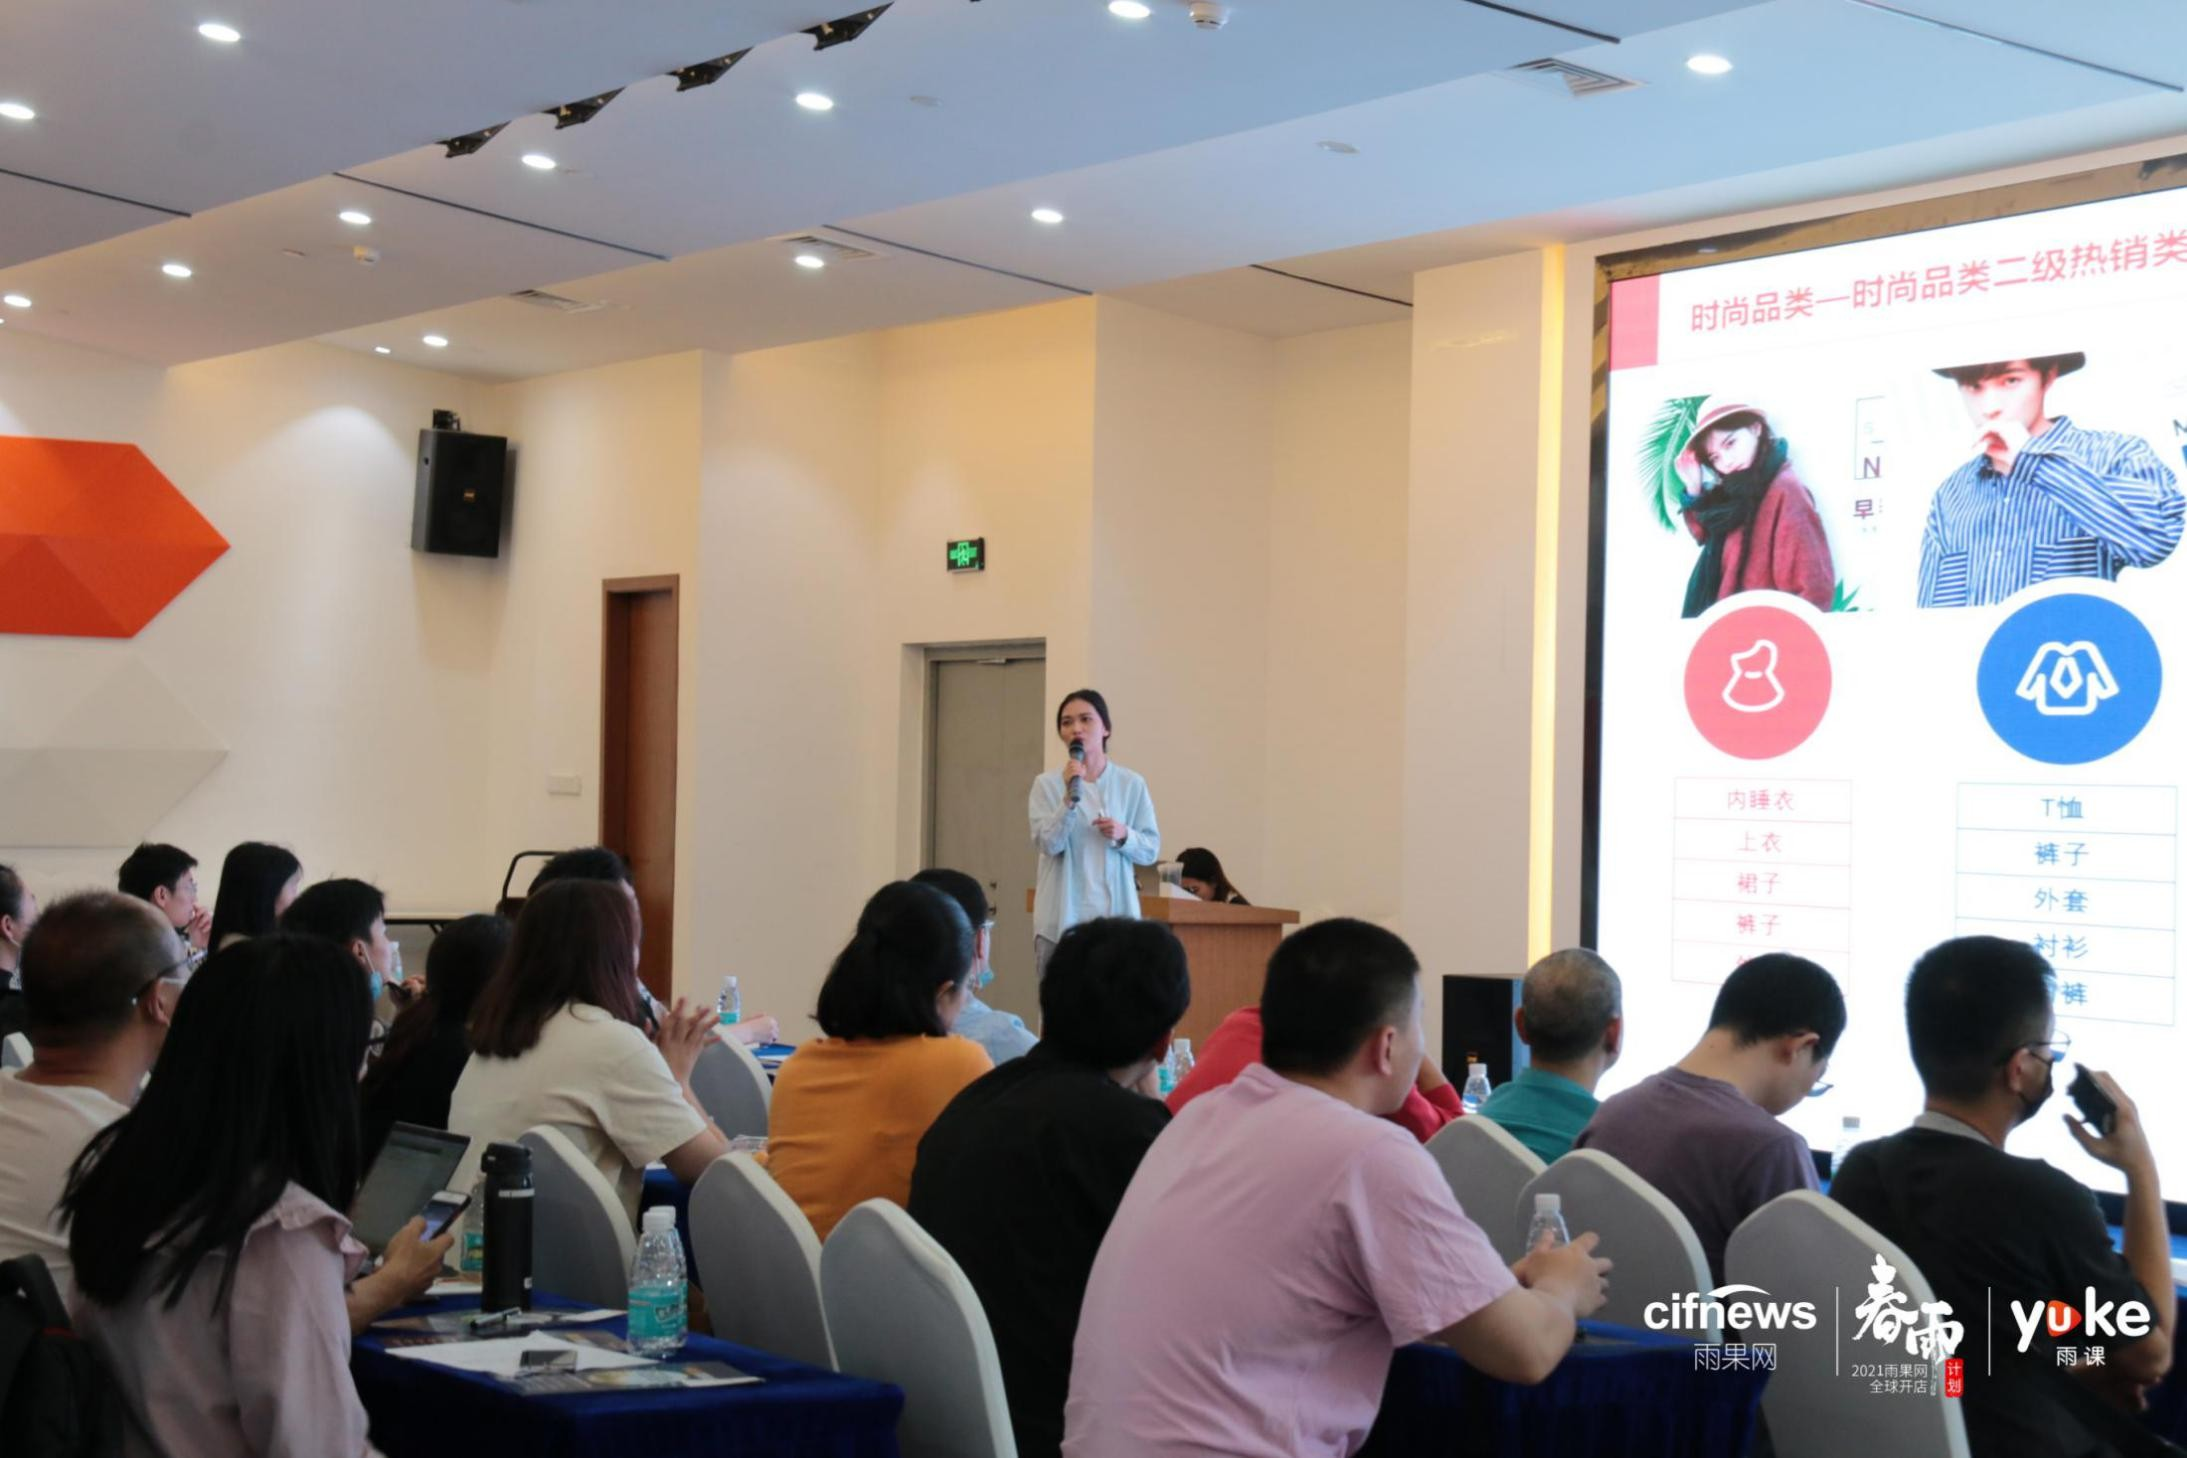 时尚品类—时尚品类二级热销类
早
内睡衣
上衣
裙子
裤子
T恤
裤子
外套
衬衫
裤
cifnews
雨果网
春雨
计划
2021雨果网
全球开店
yuke
雨课